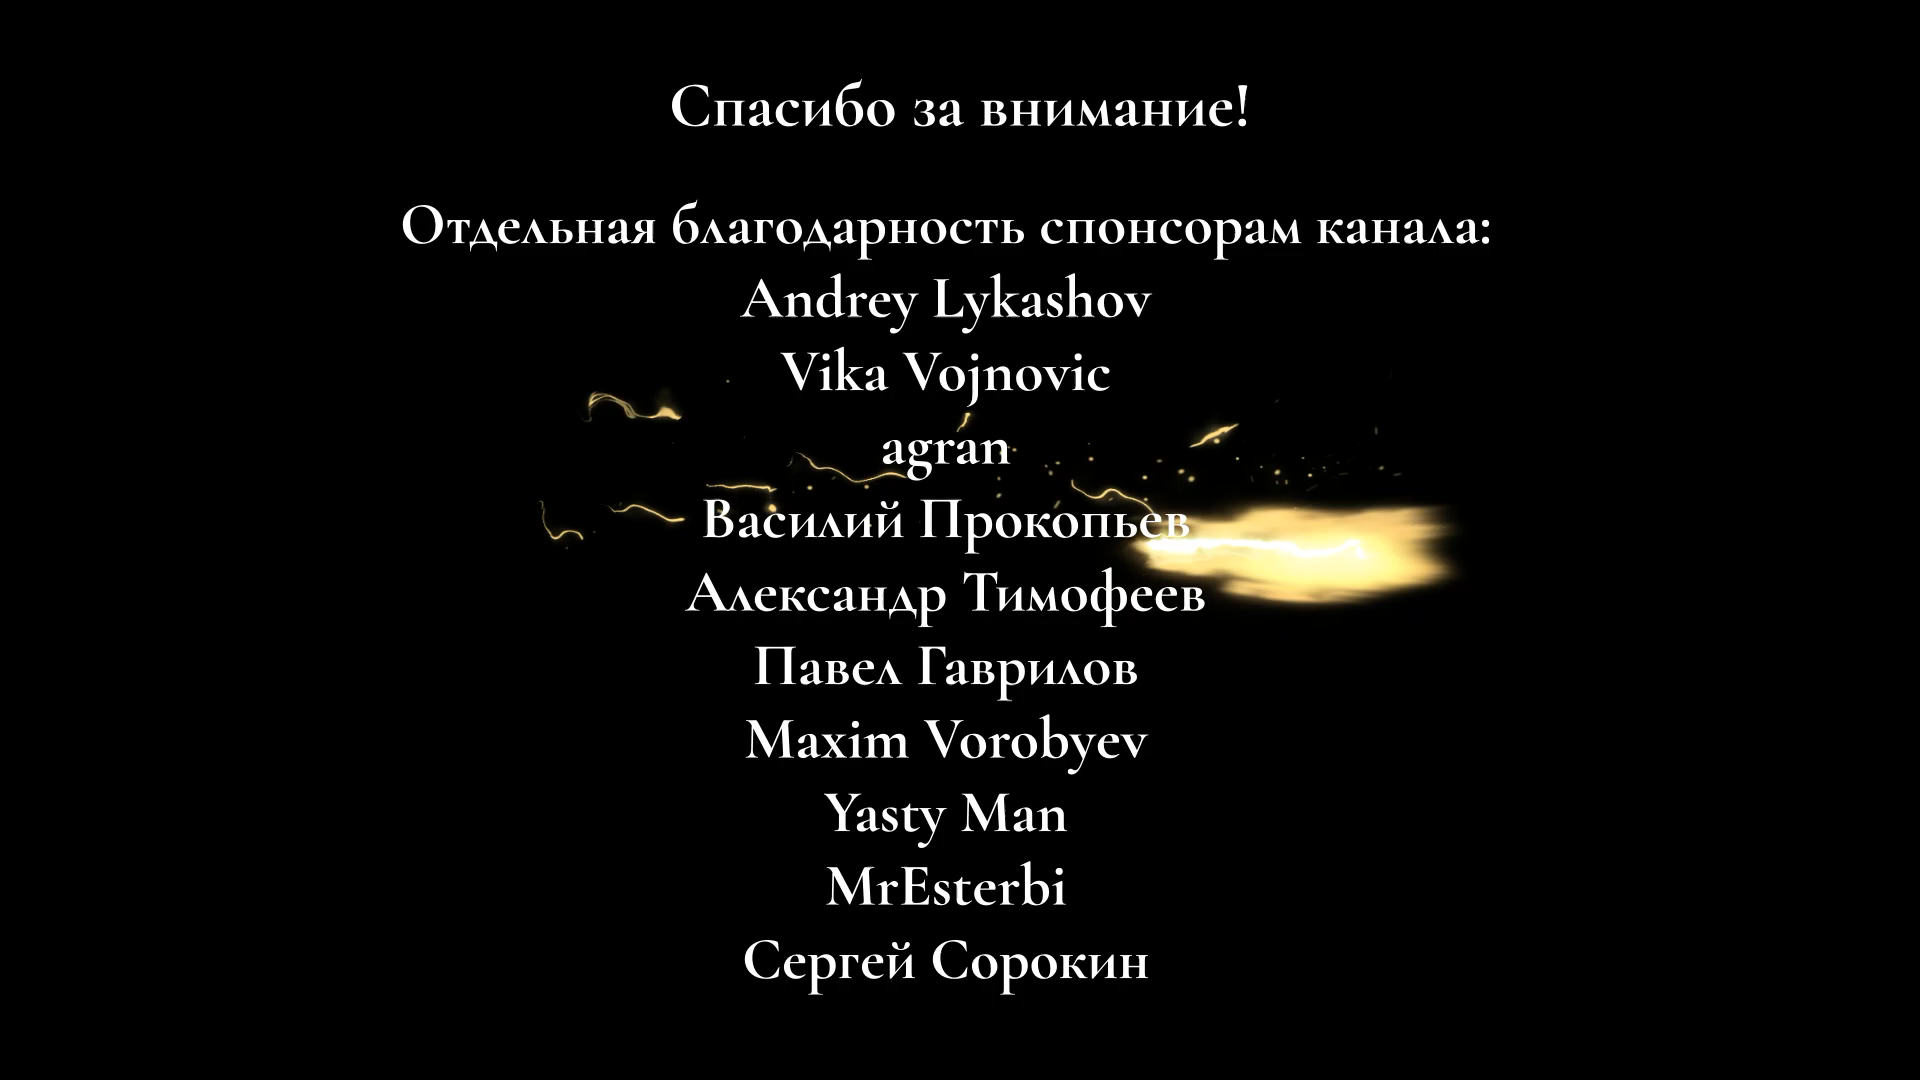 Спасибо за внимание!
Отдельная благодарность спонсорам канала:
Andrey Lykashov
Vika Vojnovic
agran
Василий Прокопьев
Александр Тимофеев
Павел Гаврилов
Maxim Vorobyev
Yasty Man
MrEsterbi
Сергей Сорокин